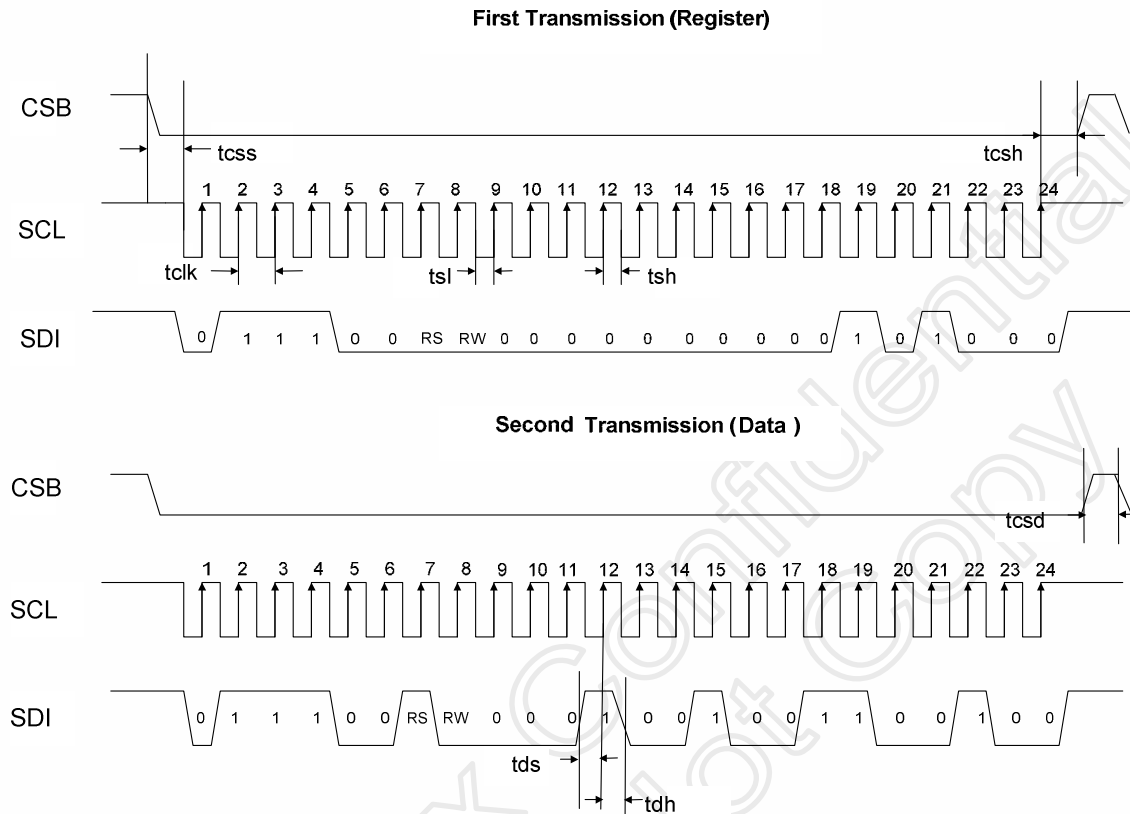 First Transmission (Register)
CSB
tcss
tcsh
1 2 3 4 5 6 7 8 9 10 11 12 13 14 15 16 17 18 19 20 21 22 23 24
SCL
tclk
tsl
tsh
SDI
0 1 1 1 0 0 RS RW 0 0 0 0 0 0 0 0 0 0 1 0 1 0 0 0
Second Transmission (Data )
CSB
tcsd
1 2 3 4 5 6 7 8 9 10 11 12 13 14 15 16 17 18 19 20 21 22 23 24
SCL
SDI
0 1 1 1 0 0 RS RW 0 0 0 1 0 0 1 0 0 1 1 0 0 1 0 0
tds
tdh
Confidential
Copy